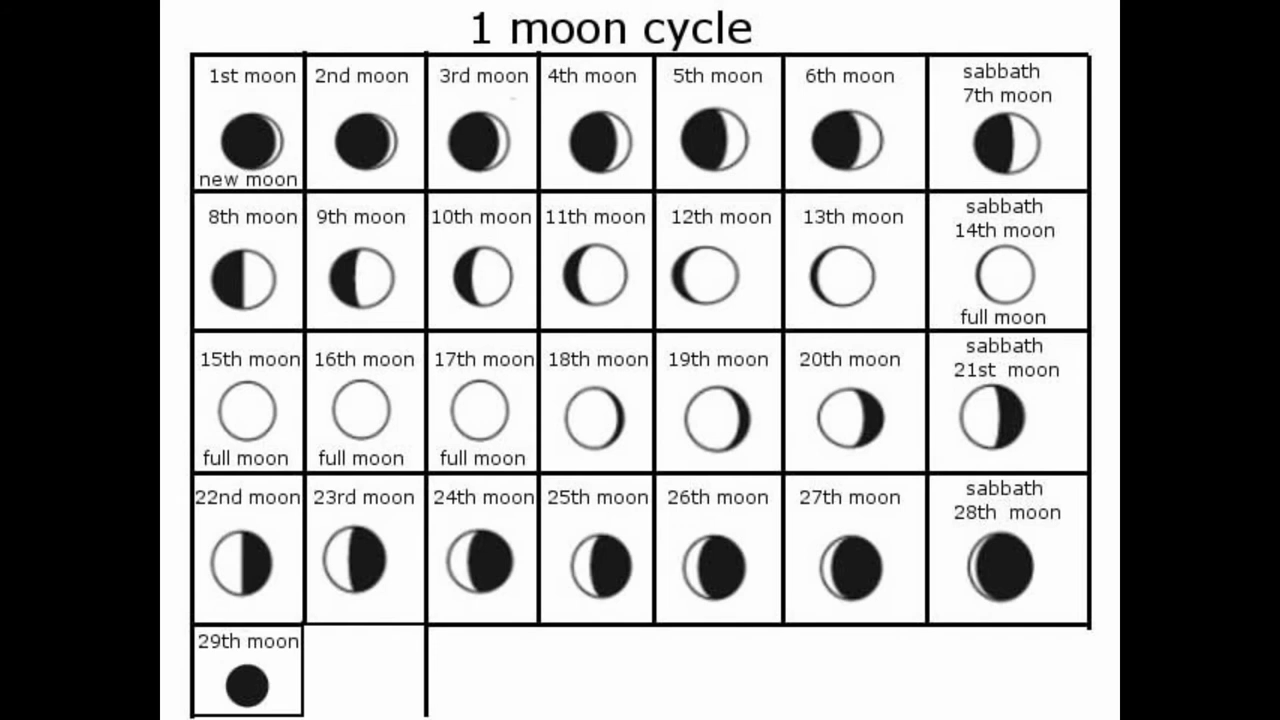 1 moon cycle
1st moon
new moon
2nd moon
3rd moon
4th moon
5th moon
6th moon
sabbath
7th moon
8th moon
9th moon
10th moon
11th moon
12th moon
13th moon
sabbath
14th moon
full moon
15th moon
full moon
16th moon
full moon
17th moon
full moon
18th moon
19th moon
20th moon
sabbath
21st moon
22nd moon
23rd moon
24th moon
25th moon
26th moon
27th moon
sabbath
28th moon
29th moon